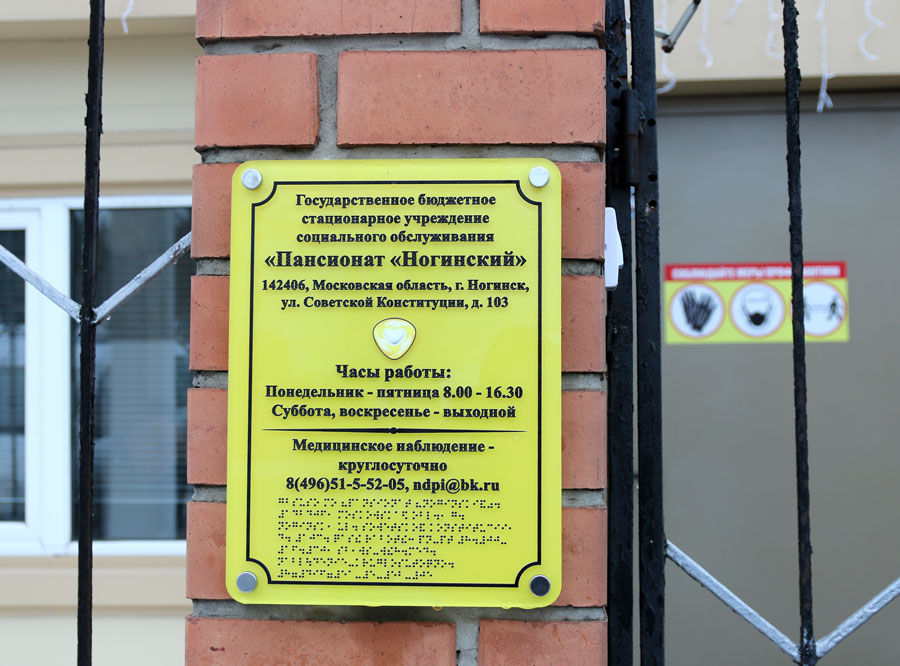 Государственное бюджетное
стационарное учреждение
социального обслуживания
«Пансионат «Ногинский»
142406, Московская область, г. Ногинск,
ул. Советской Конституции, д. 103
Часы работы:
Понедельник - пятница 8.00 - 16.30
Суббота, воскресенье - выходной
Медицинское наблюдение -
круглосуточно
8(496)51-5-52-05, ndpi@bk.ru